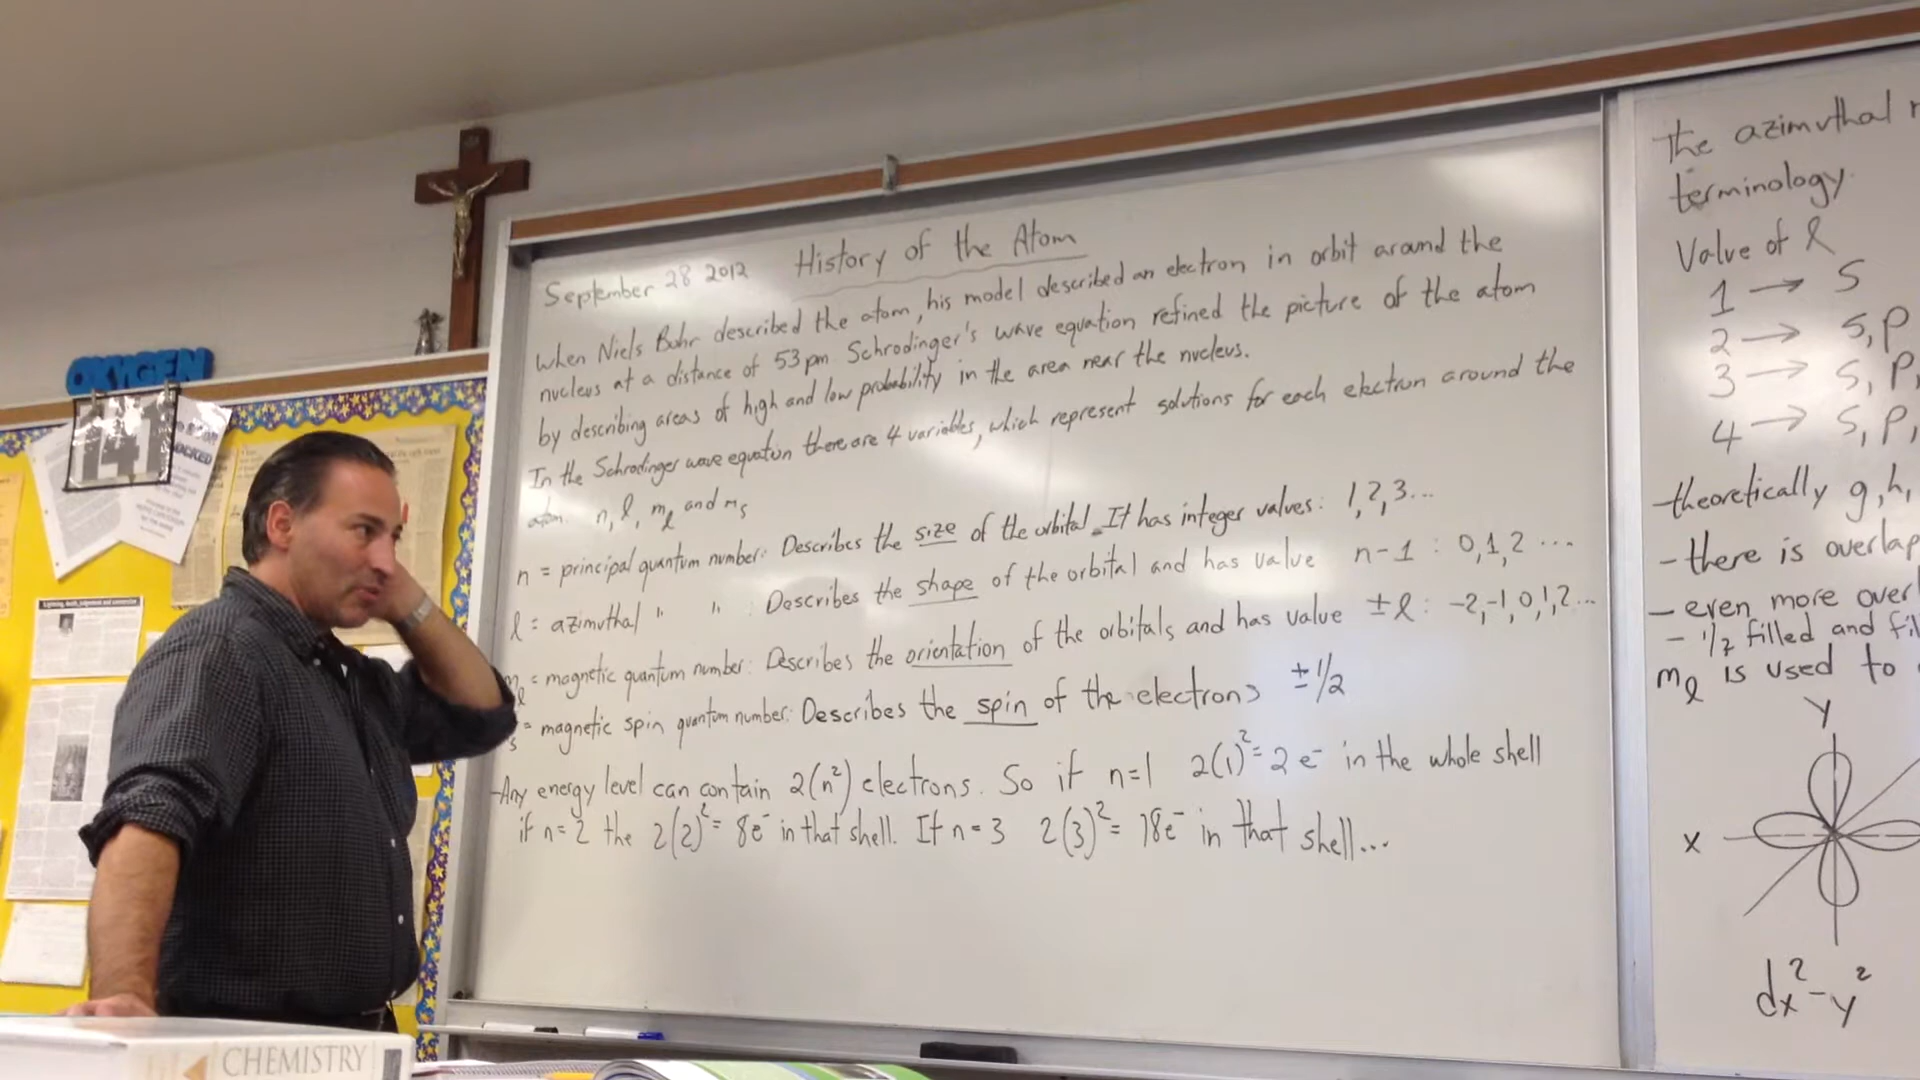 OXYGEN
LOCKED
CHEMISTRY
September 28 2012 History of the Atom
When Niels Bohr described the atom, his model described an electron in orbit around the
nucleus at a distance of 53 pm. Schrodinger's wave equation refined the picture of the atom
by describing areas of high and low probability in the area near the nucleus.
In the Schrodinger wave equation there are 4 variables, which represent solutions for each electron around the
atom. n, l, mₗ and mₛ
n = principal quantum number: Describes the size of the orbital. It has integer values: 1,2,3...
l = azimuthal " " : Describes the shape of the orbital and has value n-1 : 0,1,2 ...
mₗ = magnetic quantum number: Describes the orientation of the orbitals and has value ±l : -2,-1,0,1,2...
s = magnetic spin quantum number: Describes the spin of the electrons ±1/2
-Any energy level can contain 2(n²) electrons. So if n=1 2(1)²= 2 e⁻ in the whole shell
if n=2 the 2(2)²= 8e⁻ in that shell. If n=3 2(3)²= 18e⁻ in that shell...
The azimuthal
terminology.
Value of l
1 → S
2 → S, P
3 → S, P,
4 → S, P,
-theoretically g, h,
- there is overlap
- even more over
- 1/2 filled and fil
mₗ is used to
Y
X
dx²-y²